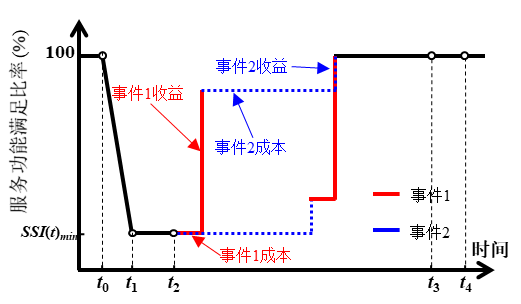 服务功能满足比率(%)
100
事件2收益
事件1收益
事件2成本
事件1
事件2
SSI(t)min
事件1成本
时间
t0
t1
t2
t3
t4